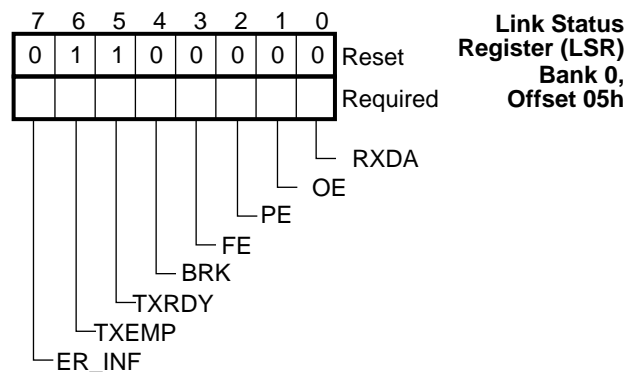 7 6 5 4 3 2 1 0
0 1 1 0 0 0 0 0 Reset
Required
Link Status
Register (LSR)
Bank 0,
Offset 05h
RXDA
OE
PE
FE
BRK
TXRDY
TXEMP
ER_INF